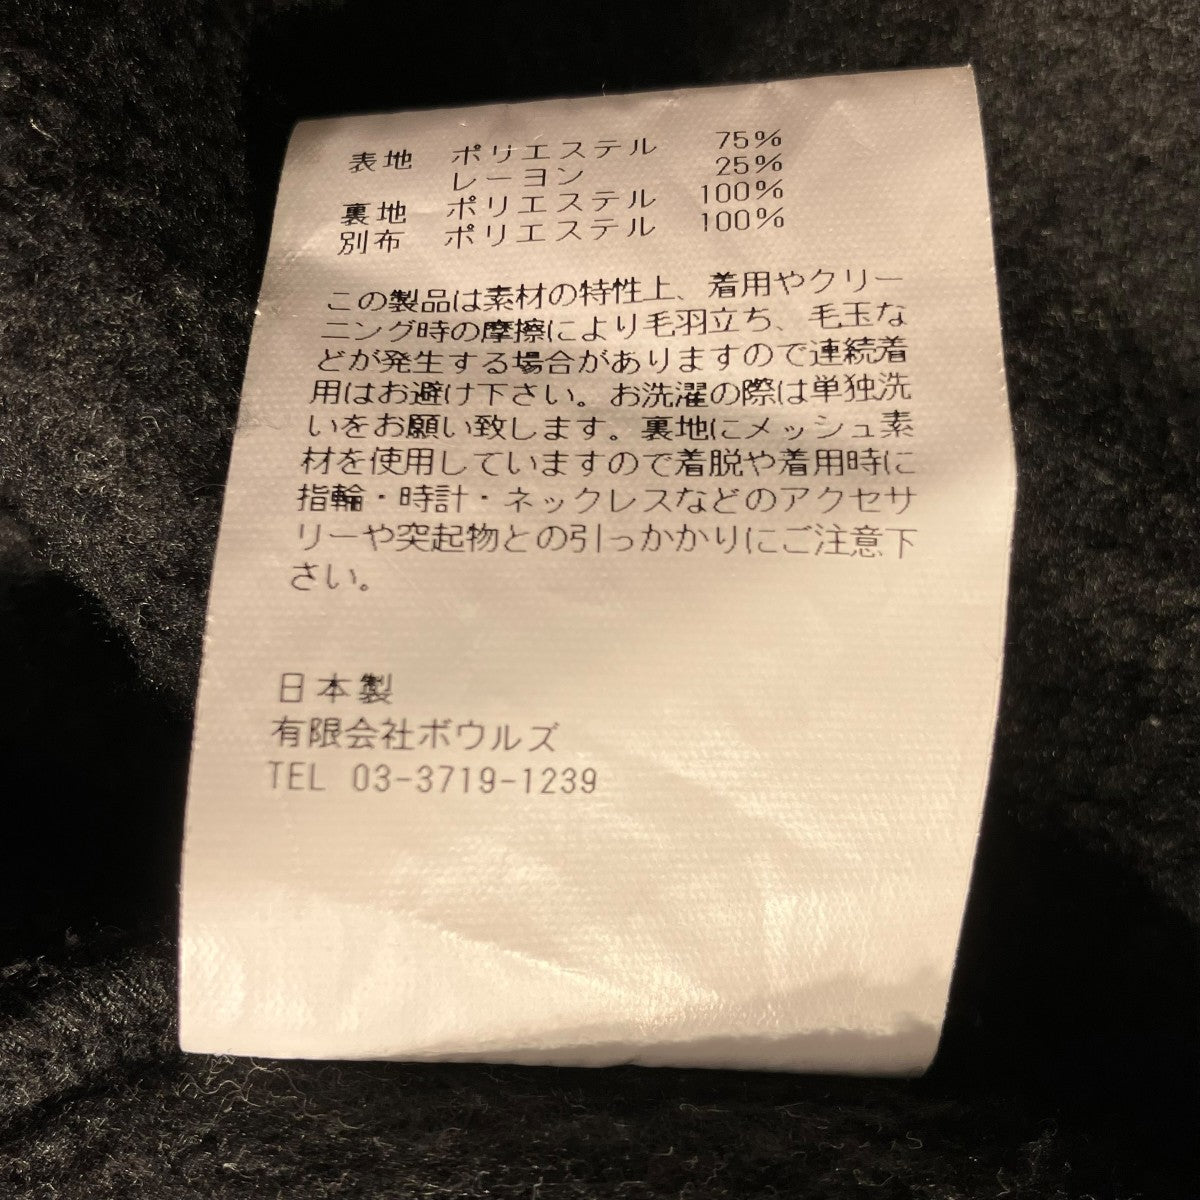 表地 ポリエステル 75%
レーヨン 25%
裏地 ポリエステル 100%
別布 ポリエステル 100%
この製品は素材の特性上、着用やクリー
ニング時の摩擦により毛羽立ち、毛玉な
どが発生する場合がありますので連続着
用はお避け下さい。お洗濯の際は単独洗
いをお願い致します。裏地にメッシュ素
材を使用していますので着脱や着用時に
指輪・時計・ネックレスなどのアクセサ
リーや突起物との引っかかりにご注意下
さい。
日本製
有限会社ボウルズ
TEL 03-3719-1239